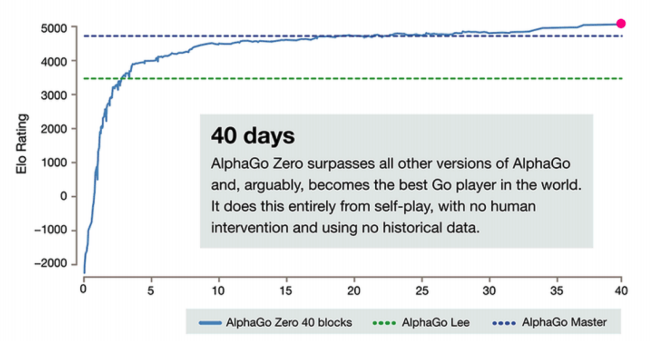 5000
4000
3000
2000
1000
0
−1000
−2000
Elo Rating
40 days
AlphaGo Zero surpasses all other versions of AlphaGo
and, arguably, becomes the best Go player in the world.
It does this entirely from self-play, with no human
intervention and using no historical data.
0 5 10 15 20 25 30 35 40
AlphaGo Zero 40 blocks AlphaGo Lee AlphaGo Master